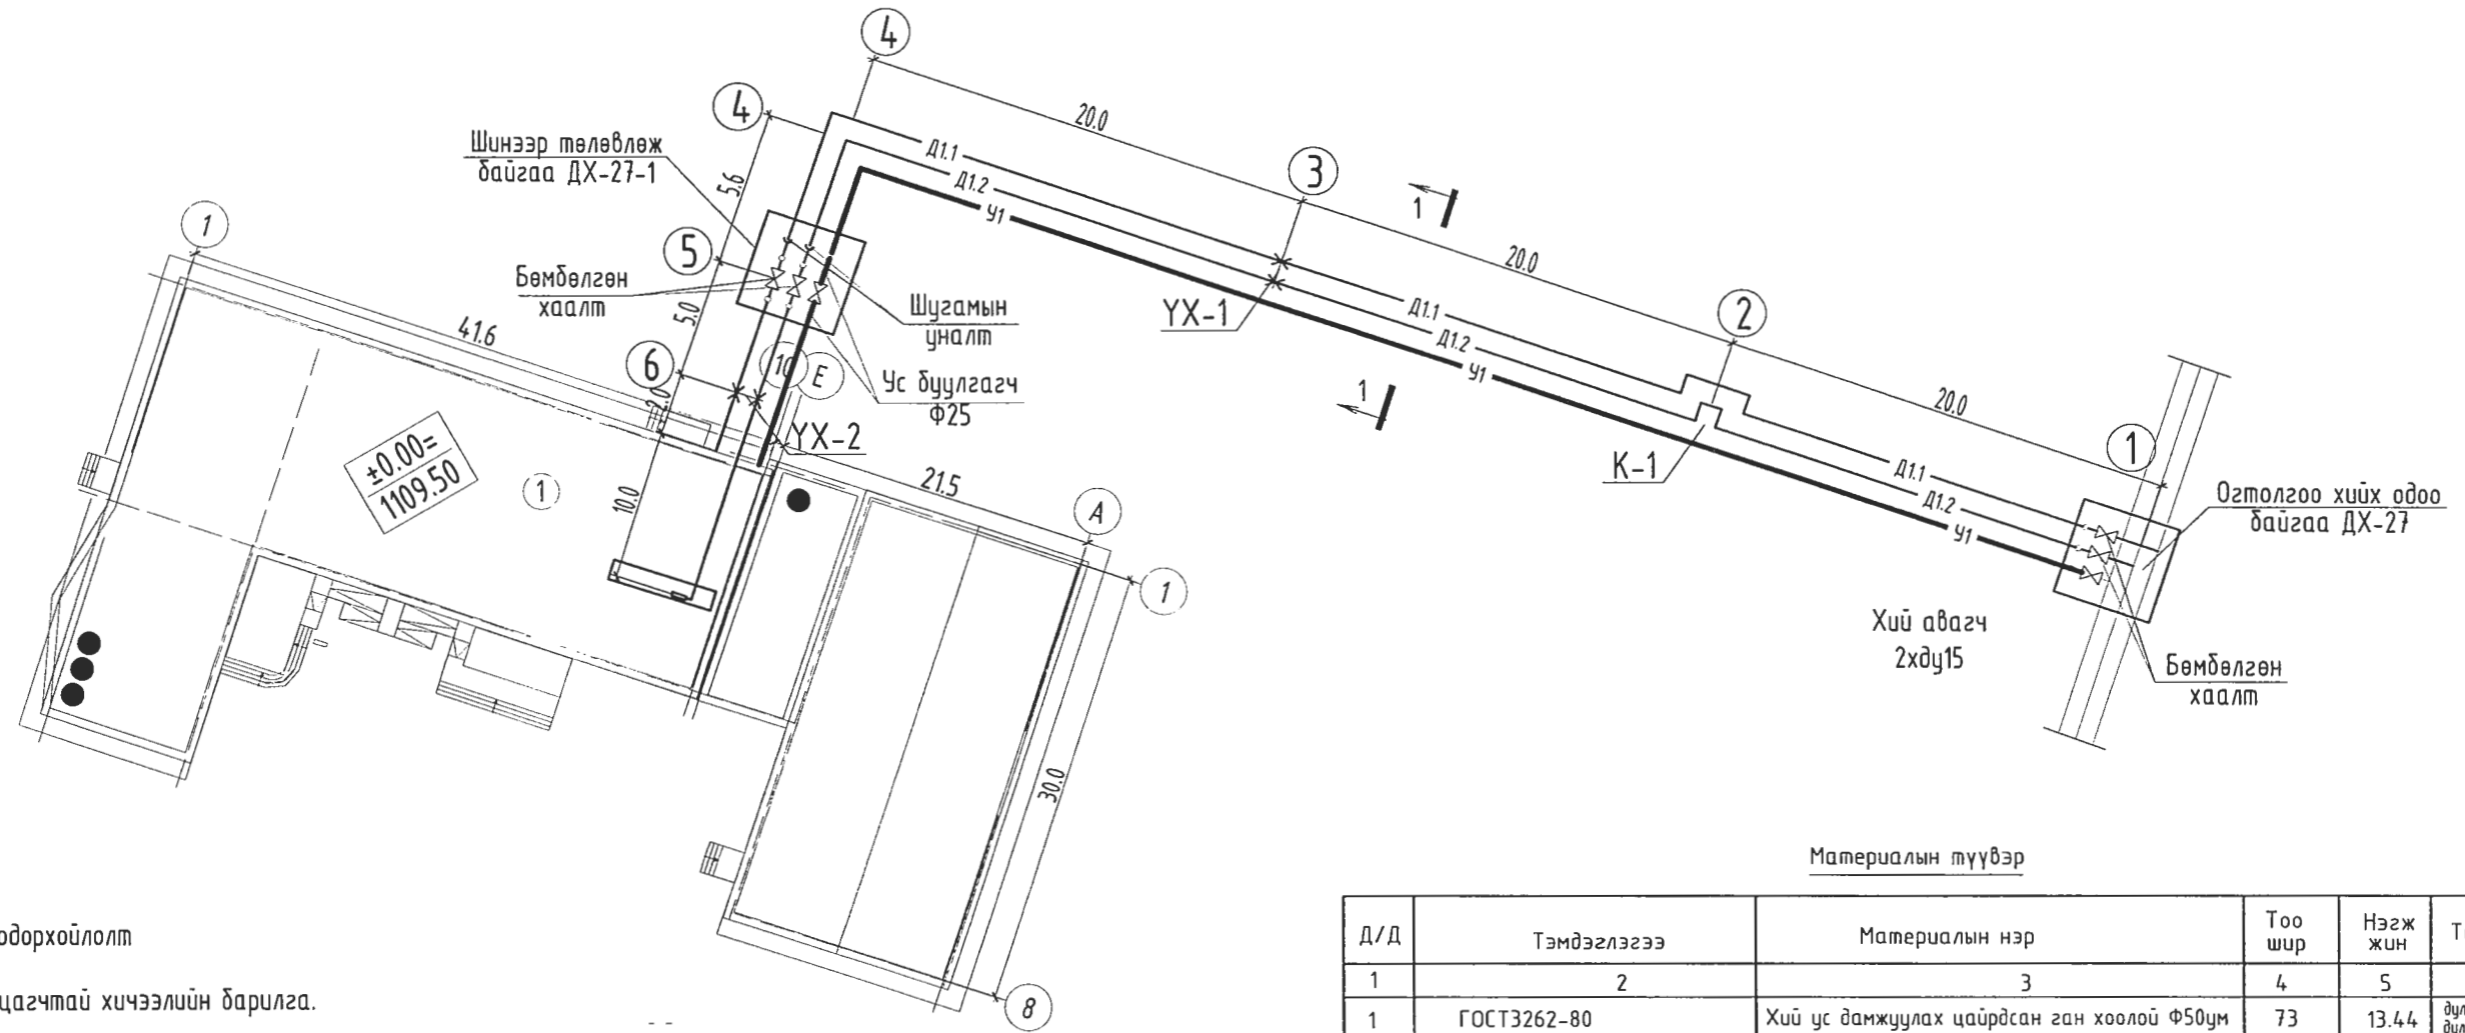 4
20.0
4
Шинээр төлөвлөж
байгаа ДХ-27-1
Д1.1
Д1.2
У1
3
1
5.6
1
5
Бөмбөлгөн
хаалт
20.0
2
ҮХ-1
Шугамын
уналт
5.0
41.6
Д1.1
Д1.2
У1
6
10
Е
Ус буулгагч
Ф25
1
20.0
2.0
ҮХ-2
К-1
1
±0.00=
1109.50
1
10.0
21.5
А
Д1.1
Д1.2
У1
Огтолгоо хийх одоо
байгаа ДХ-27
1
Хий авагч
2хду15
Бөмбөлгөн
хаалт
30.0
8
Материалын түүвэр
одорхойлолт
цагчтай хичээлийн барилга.
Д/Д Тэмдэглэгээ Материалын нэр Тоо шир Нэгж жин
1 2 3 4 5
1 ГОСТ3262-80 Хий ус дамжуулах цайрдсан ган хоолой Ф50ум 73 13.44